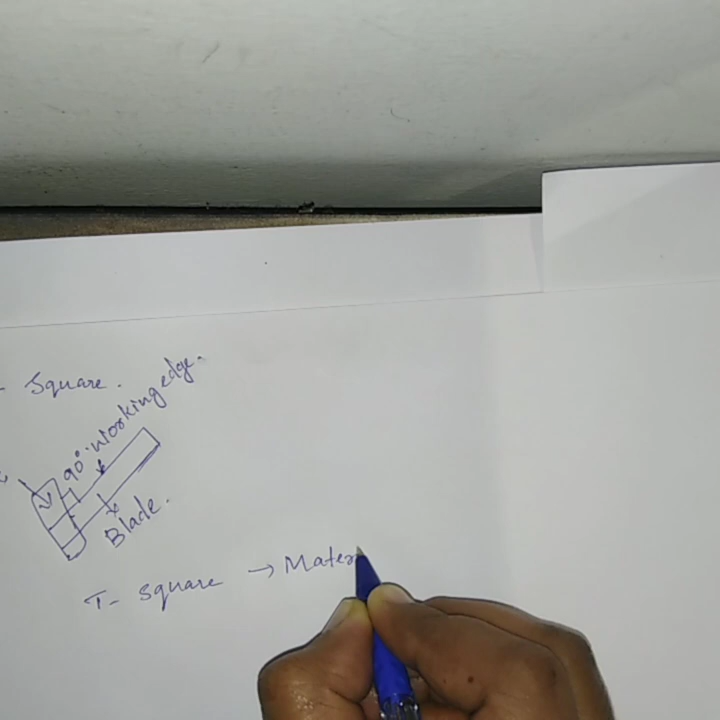 - Square.
90° working edge.
Blade.
T- square → Mater